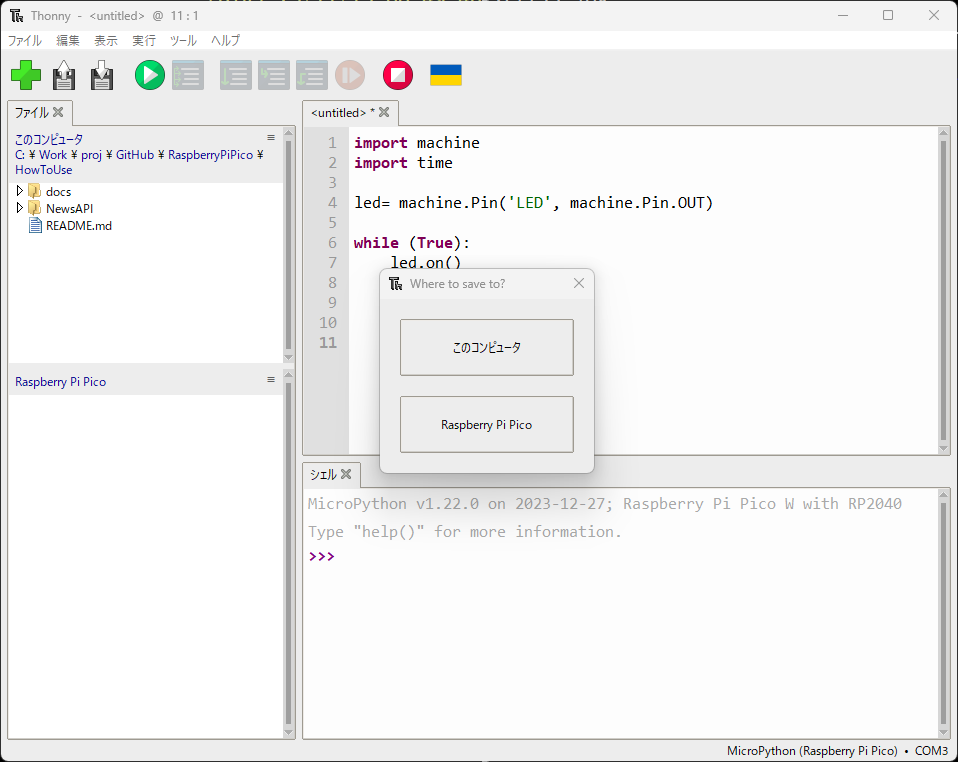 Thonny - <untitled> @ 11 : 1
ファイル 編集 表示 実行 ツール ヘルプ
ファイル
このコンピュータ
C: ¥ Work ¥ proj ¥ GitHub ¥ RaspberryPiPico ¥
HowToUse
docs
NewsAPI
README.md
Raspberry Pi Pico
<untitled> *
1 import machine
2 import time
3
4 led= machine.Pin('LED', machine.Pin.OUT)
5
6 while (True):
7 led.on()
8
9
10
11
Where to save to?
このコンピュータ
Raspberry Pi Pico
シェル
MicroPython v1.22.0 on 2023-12-27; Raspberry Pi Pico W with RP2040
Type "help()" for more information.
>>>
MicroPython (Raspberry Pi Pico) • COM3